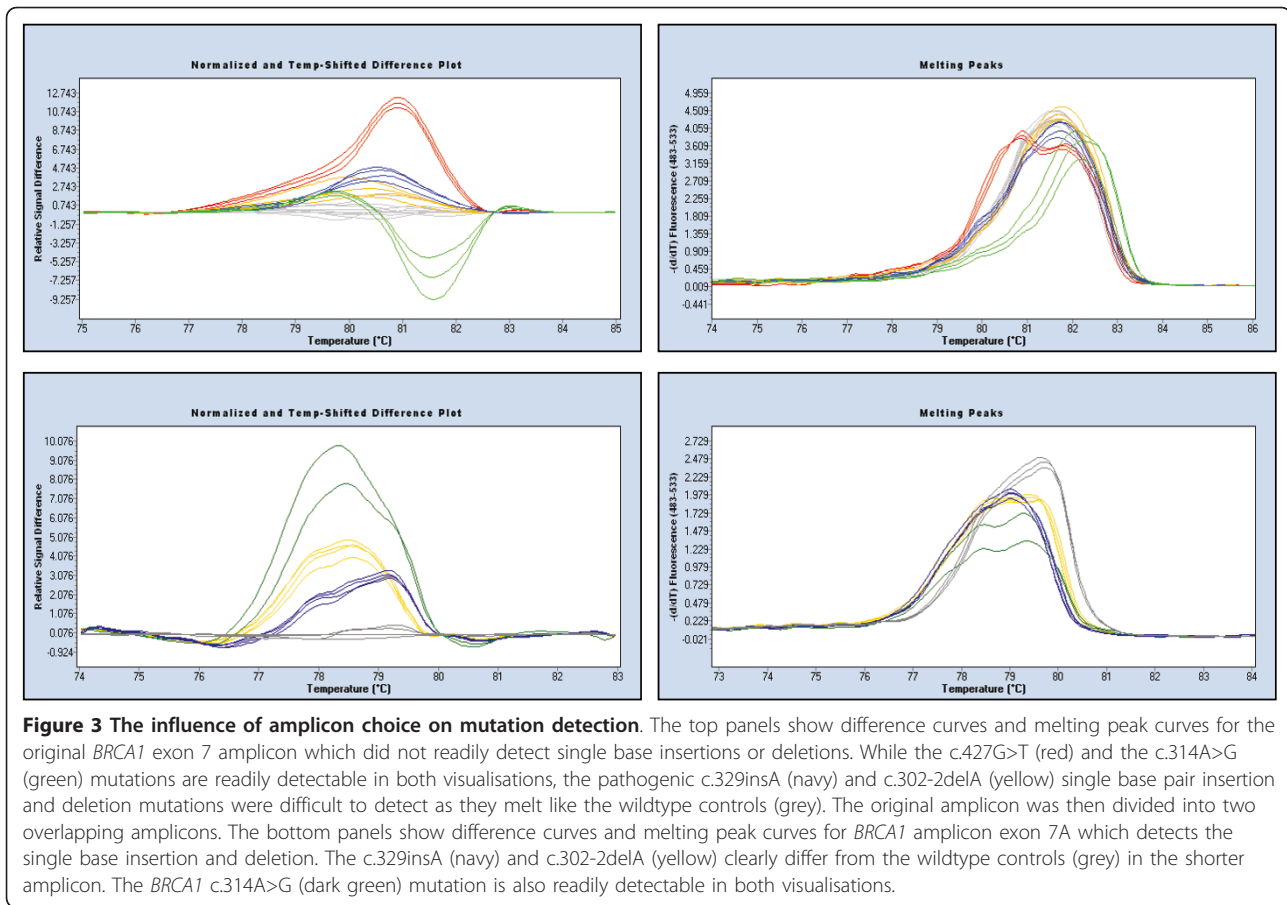 Normalized and Temp-Shifted Difference Plot
Relative Signal Difference
12.743
10.743
8.743
6.743
4.743
2.743
0.743
-1.257
-3.257
-5.257
-7.257
-9.257
75 76 77 78 79 80 81 82 83 84 85
Temperature (°C)
Melting Peaks
-(d/dT) Fluorescence (483-533)
4.959
4.509
4.059
3.609
3.159
2.709
2.259
1.809
1.359
0.909
0.459
0.009
-0.441
74 75 76 77 78 79 80 81 82 83 84 85 86
Temperature (°C)
Normalized and Temp-Shifted Difference Plot
Relative Signal Difference
10.076
9.076
8.076
7.076
6.076
5.076
4.076
3.076
2.076
1.076
0.076
-0.924
74 75 76 77 78 79 80 81 82 83
Temperature (°C)
Melting Peaks
-(d/dT) Fluorescence (483-533)
2.729
2.479
2.229
1.979
1.729
1.479
1.229
0.979
0.729
0.479
0.229
-0.021
73 74 75 76 77 78 79 80 81 82 83 84
Temperature (°C)
Figure 3 The influence of amplicon choice on mutation detection. The top panels show difference curves and melting peak curves for the
original BRCA1 exon 7 amplicon which did not readily detect single base insertions or deletions. While the c.427G>T (red) and the c.314A>G
(green) mutations are readily detectable in both visualisations, the pathogenic c.329insA (navy) and c.302-2delA (yellow) single base pair insertion
and deletion mutations were difficult to detect as they melt like the wildtype controls (grey). The original amplicon was then divided into two
overlapping amplicons. The bottom panels show difference curves and melting peak curves for BRCA1 amplicon exon 7A which detects the
single base insertion and deletion. The c.329insA (navy) and c.302-2delA (yellow) clearly differ from the wildtype controls (grey) in the shorter
amplicon. The BRCA1 c.314A>G (dark green) mutation is also readily detectable in both visualisations.